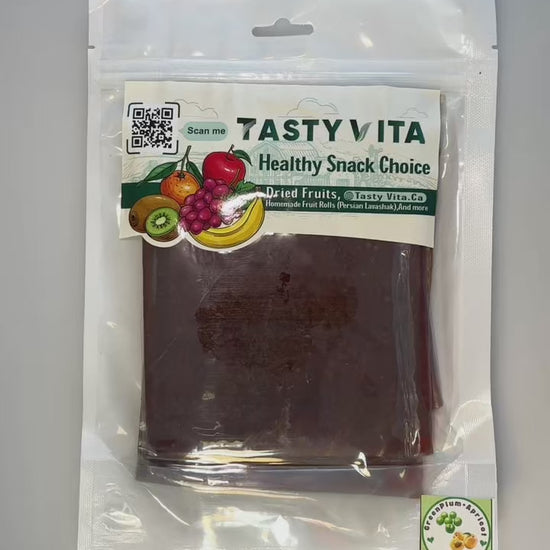 Scan me
TASTY VITA
Healthy Snack Choice
Dried Fruits, Tasty Vita.Ca
Homemade Fruit Rolls (Persian Lavashak),And more
GreenPlum-Apricot